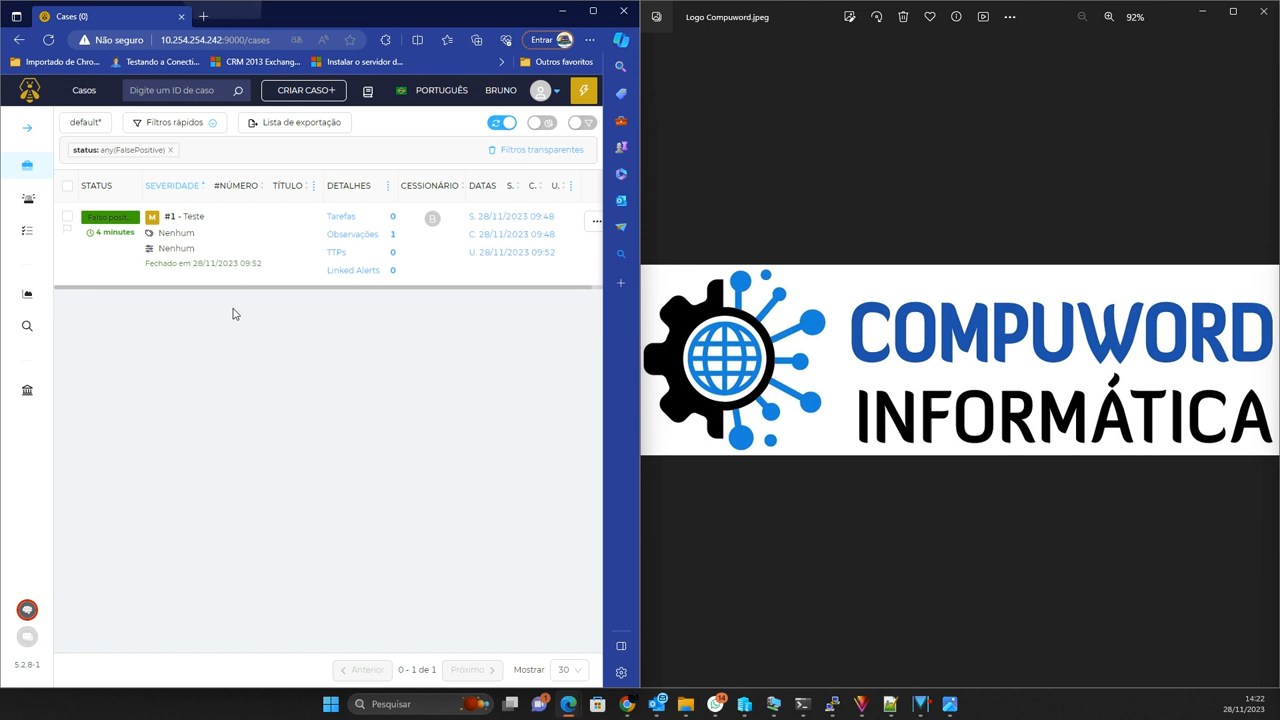 Cases (0)
Logo Compuword.jpeg
92%
Não seguro
10.254.254.242:9000/cases
Entrar
Importado de Chro...
Testando a Conecti...
CRM 2013 Exchang...
Instalar o servidor d...
Outros favoritos
Casos
Digite um ID de caso
CRIAR CASO+
PORTUGUÊS
BRUNO
default*
Filtros rápidos
Lista de exportação
status: any(FalsePositive)
Filtros transparentes
STATUS
SEVERIDADE
#NÚMERO
TÍTULO
DETALHES
CESSIONÁRIO
DATAS
S.
C.
U.
Falso posit...
M
#1 - Teste
Tarefas
0
B
S. 28/11/2023 09:48
4 minutes
Nenhum
Observações
1
C. 28/11/2023 09:48
Nenhum
TTPs
0
U. 28/11/2023 09:52
Fechado em 28/11/2023 09:52
Linked Alerts
0
COMPUWORD
INFORMÁTICA
5.2.8-1
Anterior
0 - 1 de 1
Próximo
Mostrar
30
Pesquisar
1
14
14:22
28/11/2023